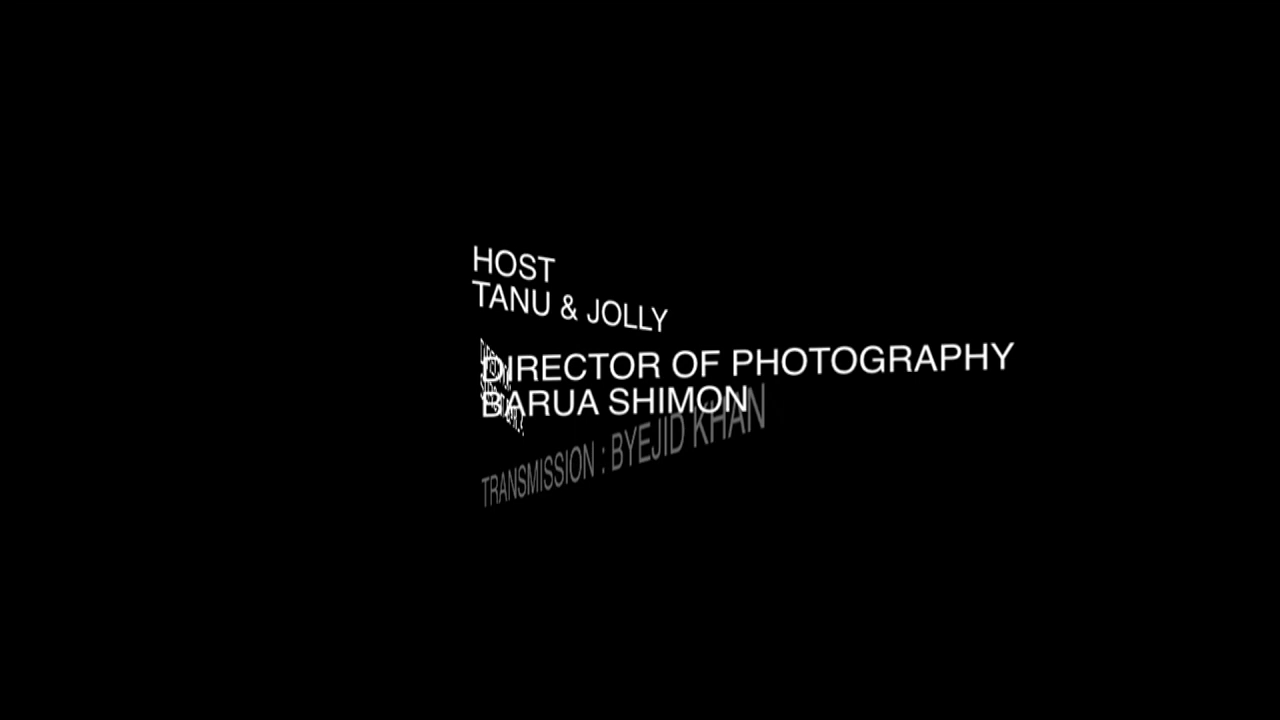 HOST
TANU & JOLLY
DIRECTOR OF PHOTOGRAPHY
BARUA SHIMON
TRANSMISSION : BYEJID KHAN